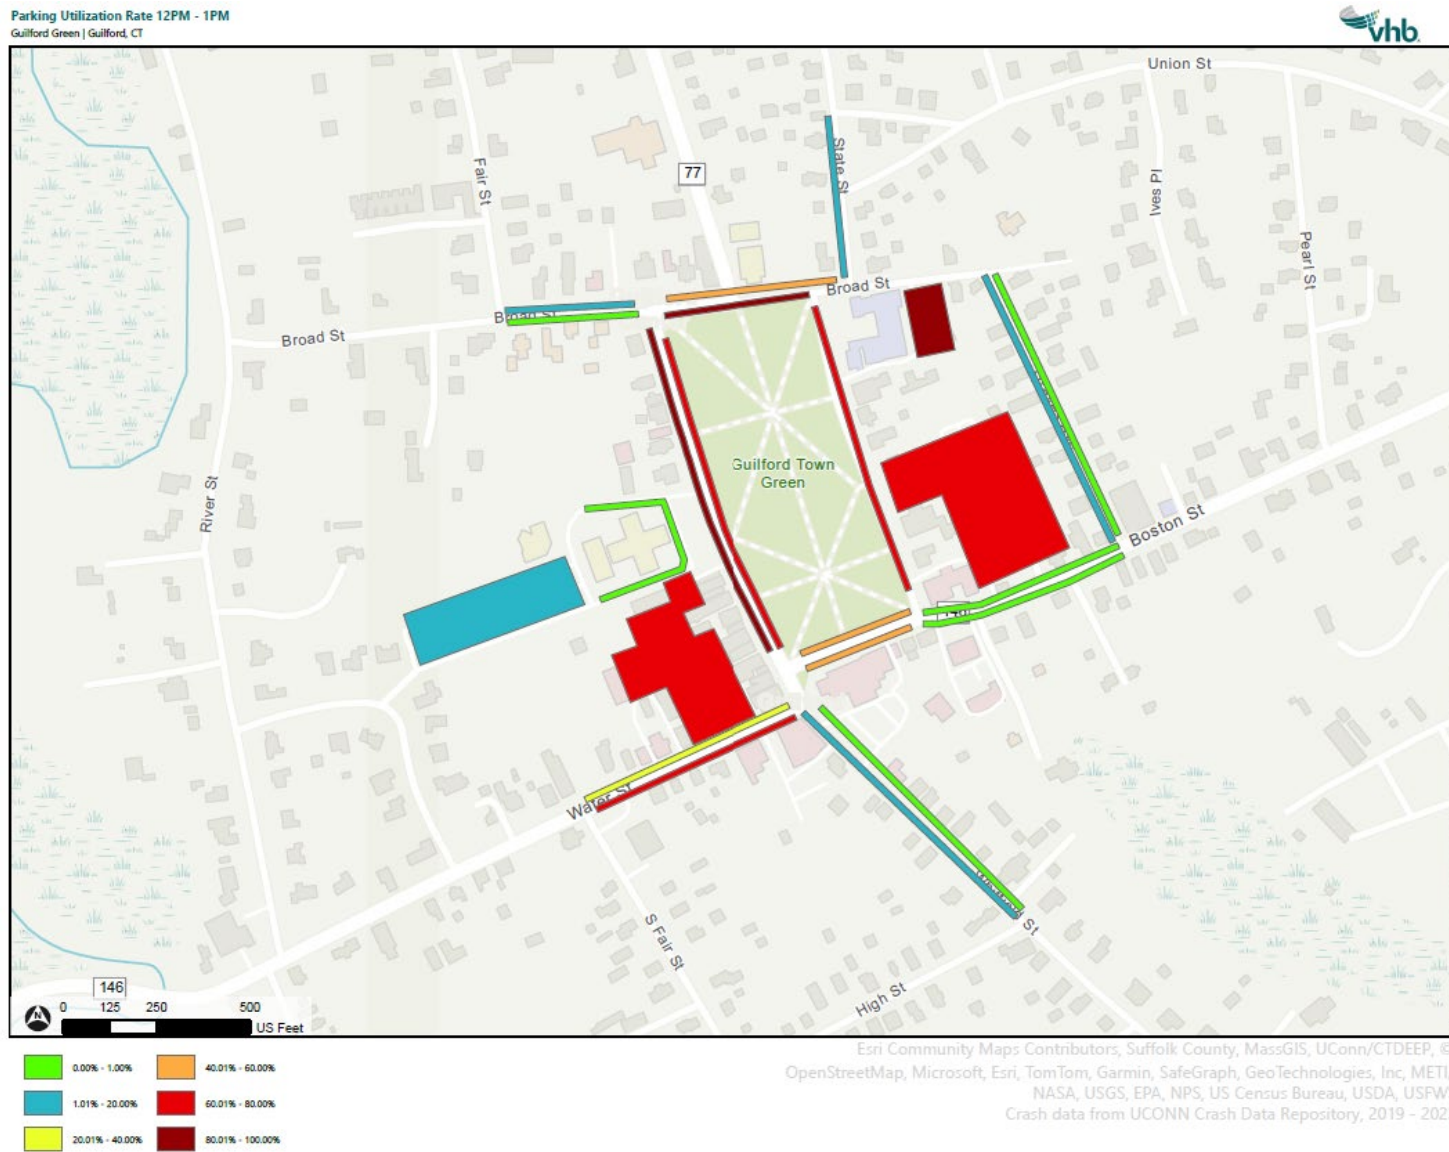 Parking Utilization Rate 12PM - 1PM
Guilford Green | Guilford, CT
vhb
Union St
Fair St
77
State St
Ives Pl
Pearl St
Broad St
Broad St
Broad St
Guilford Town
Green
River St
Boston St
Water St
S Fair St
St
High St
146
N
0 125 250 500
US Feet
Esri Community Maps Contributors, Suffolk County, MassGIS, UConn/CTDEEP, ©
OpenStreetMap, Microsoft, Esri, TomTom, Garmin, SafeGraph, GeoTechnologies, Inc, METI
NASA, USGS, EPA, NPS, US Census Bureau, USDA, USFW
Crash data from UCONN Crash Data Repository, 2019 - 202
0.00% - 1.00%
40.01% - 60.00%
1.01% - 20.00%
60.01% - 80.00%
20.01% - 40.00%
80.01% - 100.00%